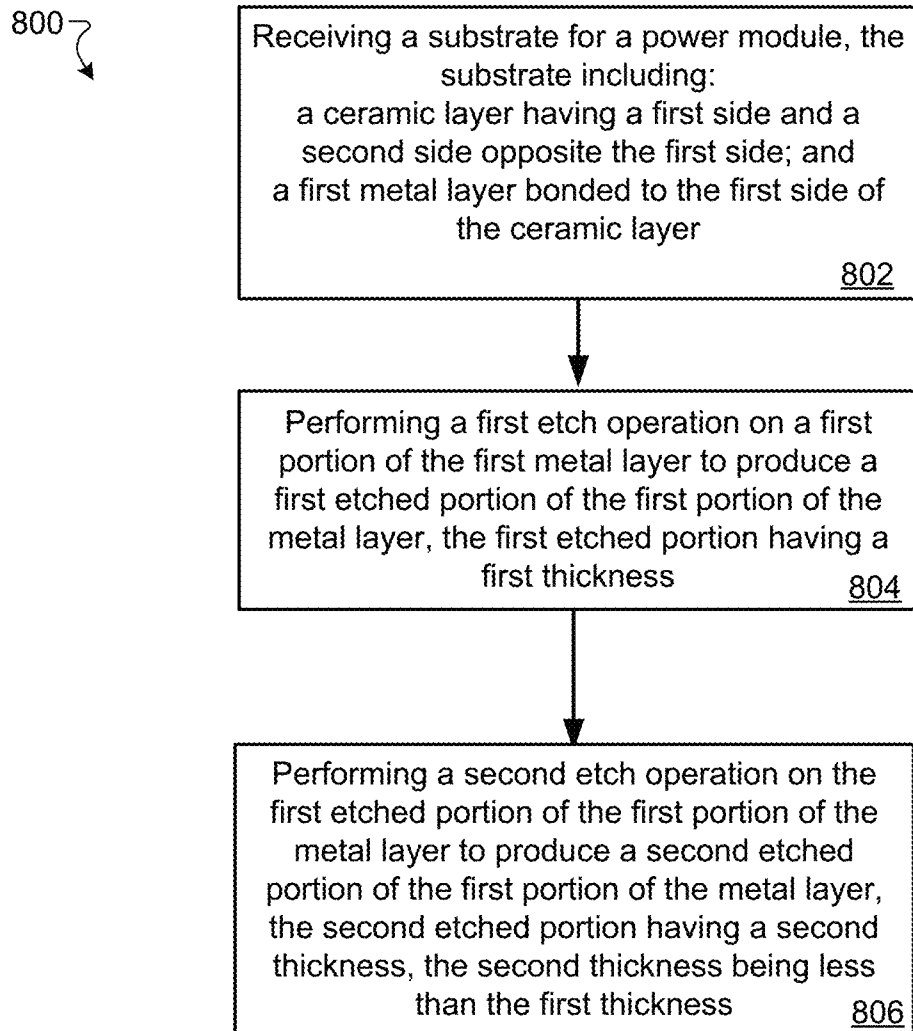 800
Receiving a substrate for a power module, the
substrate including:
a ceramic layer having a first side and a
second side opposite the first side; and
a first metal layer bonded to the first side of
the ceramic layer
802
Performing a first etch operation on a first
portion of the first metal layer to produce a
first etched portion of the first portion of the
metal layer, the first etched portion having a
first thickness
804
Performing a second etch operation on the
first etched portion of the first portion of the
metal layer to produce a second etched
portion of the first portion of the metal layer,
the second etched portion having a second
thickness, the second thickness being less
than the first thickness
806